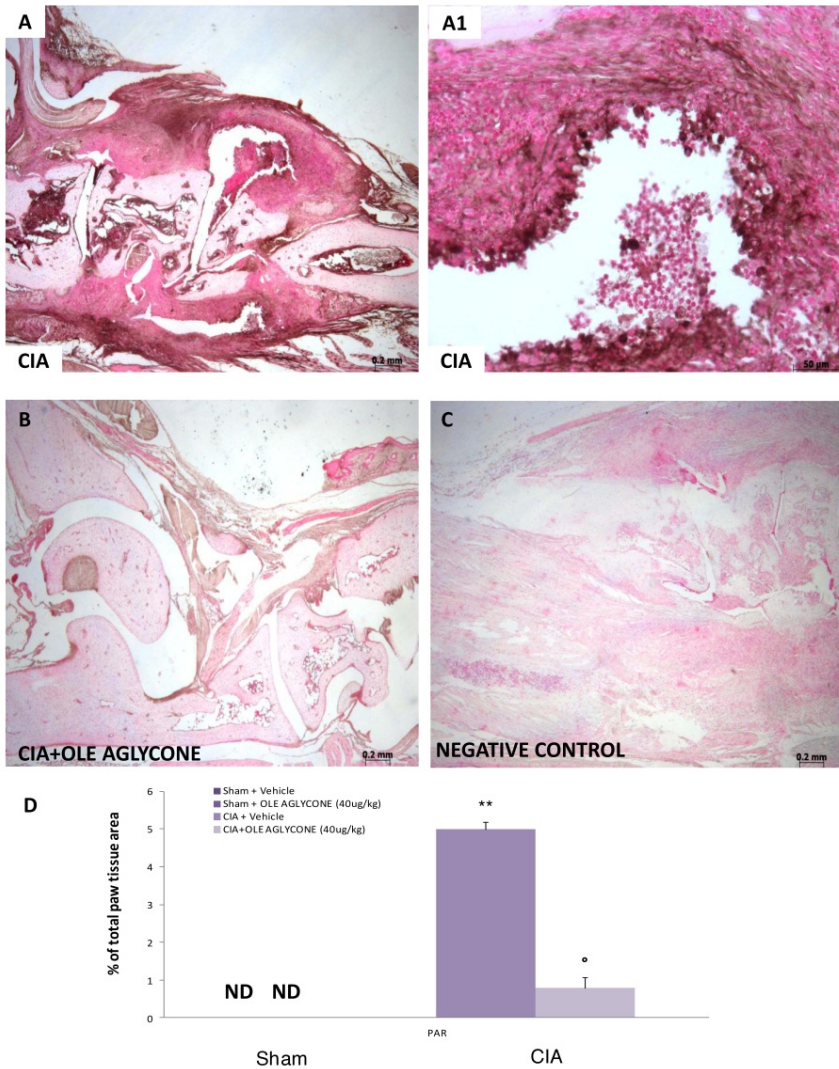 A
A1
CIA
0.2 mm
CIA
50 µm
B
C
CIA+OLE AGLYCONE
0.2 mm
NEGATIVE CONTROL
0.2 mm
D
Sham + Vehicle
Sham + OLE AGLYCONE (40ug/kg)
CIA + Vehicle
CIA+OLE AGLYCONE (40ug/kg)
% of total paw tissue area
6
5
4
3
2
1
0
**
°
ND ND
PAR
Sham CIA